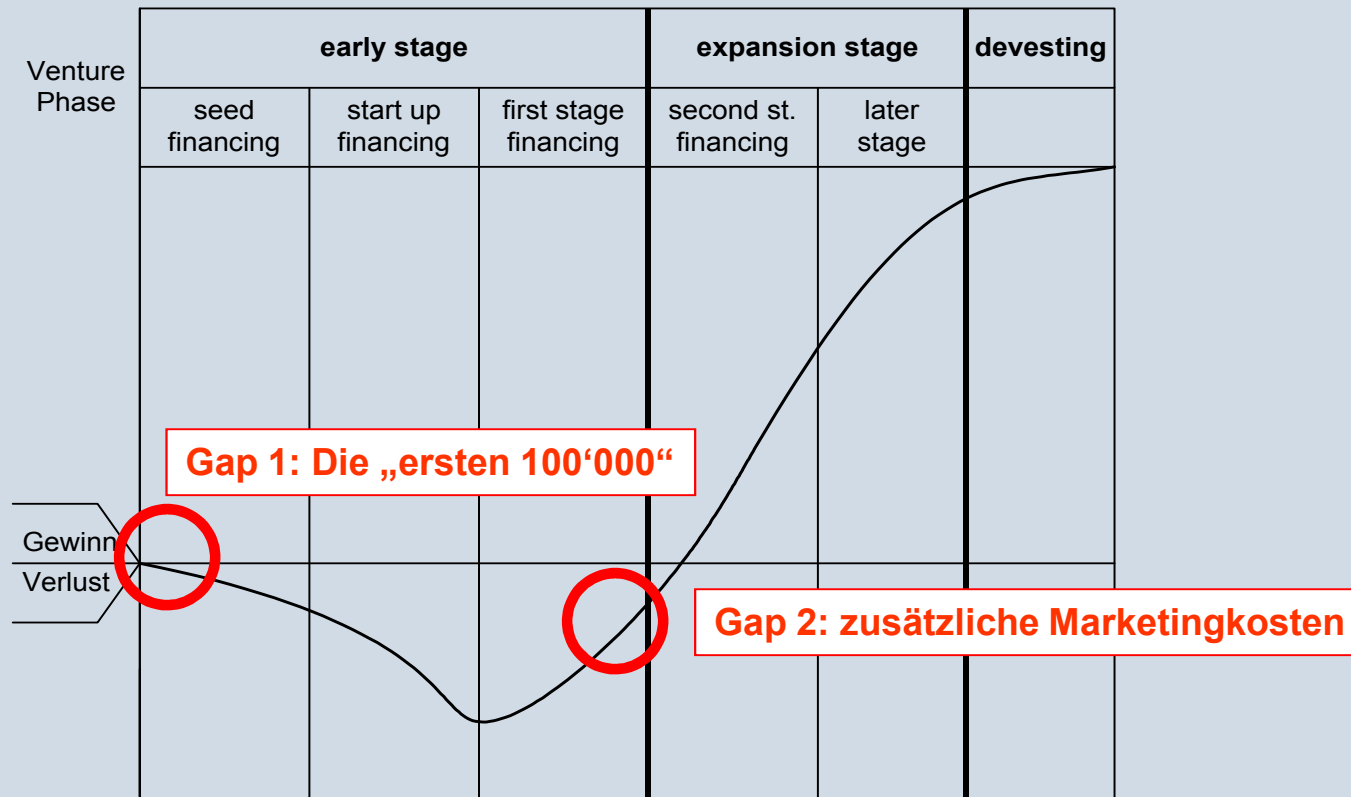 early stage
expansion stage
devesting
Venture
Phase
seed
financing
start up
financing
first stage
financing
second st.
financing
later
stage
Gap 1: Die „ersten 100‘000“
Gewinn
Verlust
Gap 2: zusätzliche Marketingkosten